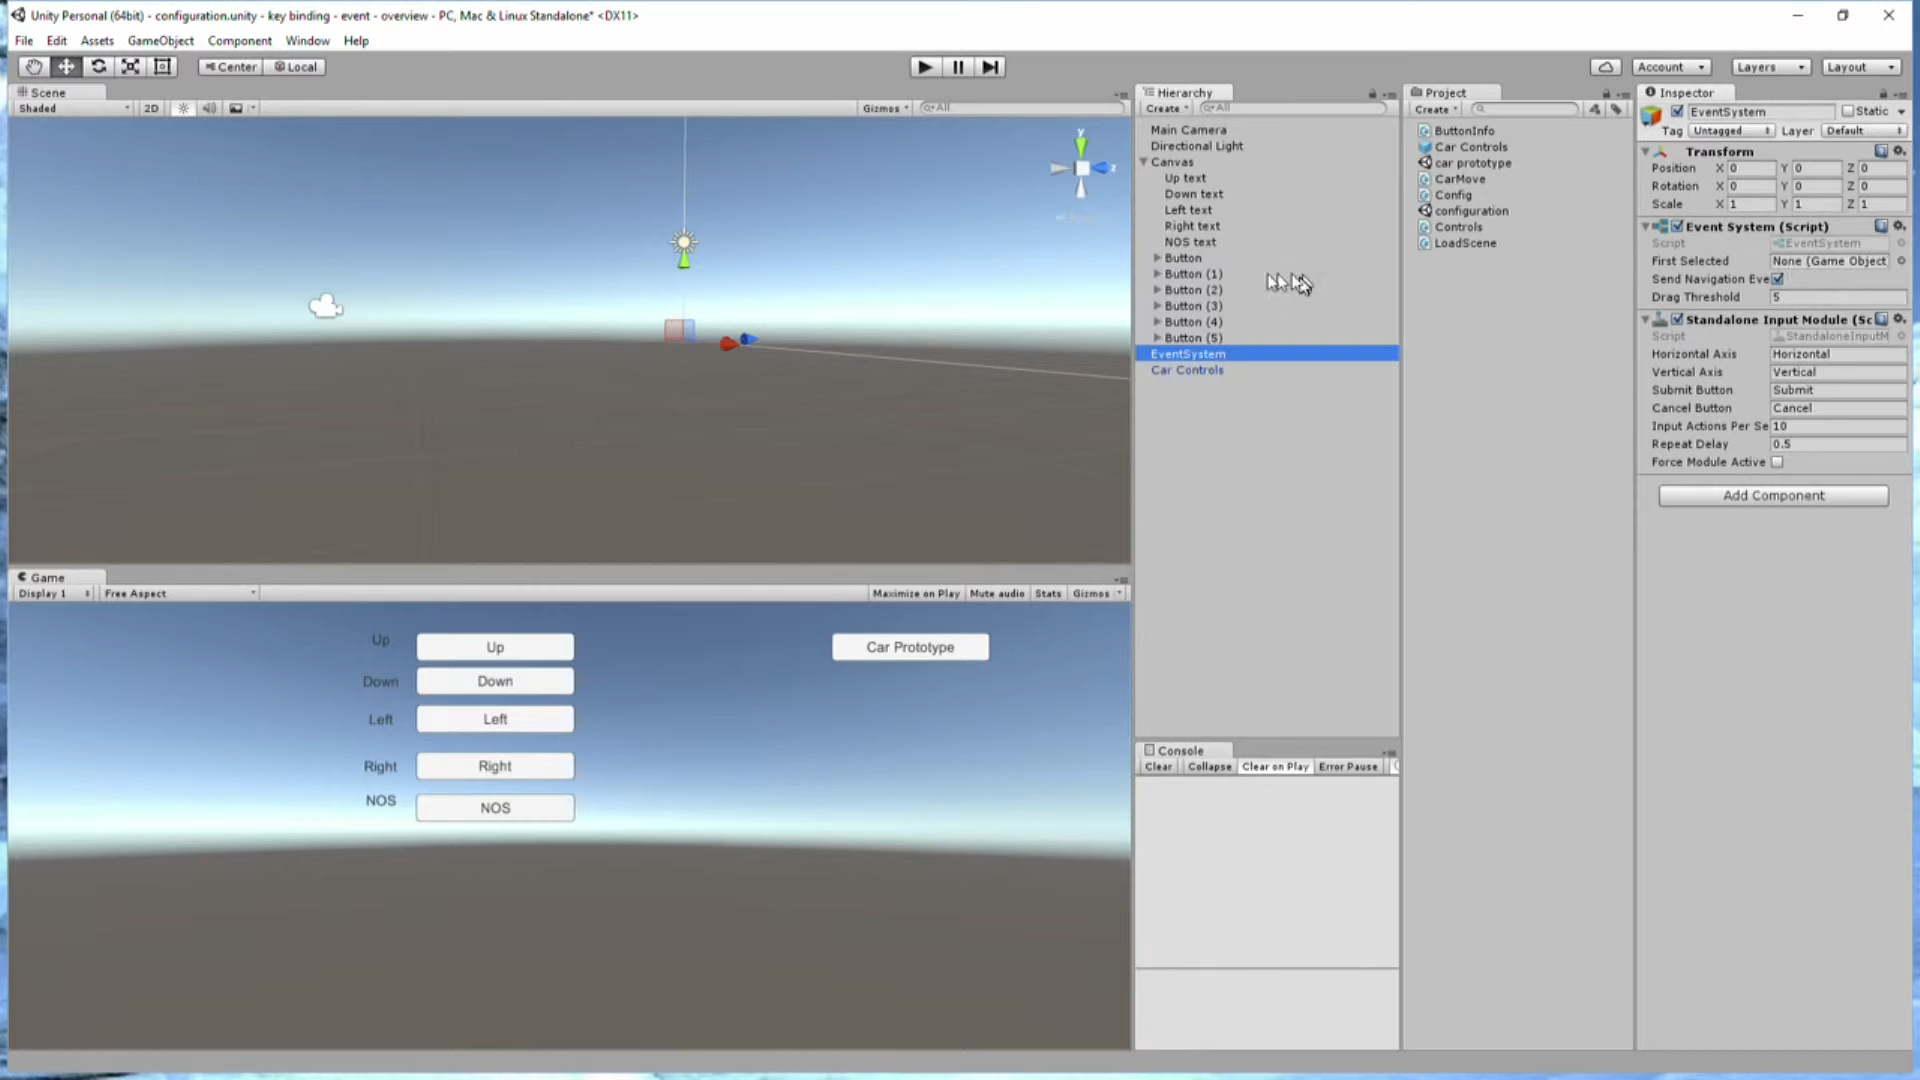 Unity Personal (64bit) - configuration.unity - key binding - event - overview - PC, Mac & Linux Standalone* <DX11>
File Edit Assets GameObject Component Window Help
Center Local
Account Layers Layout
Scene
Shaded 2D Gizmos All
y
z
Hierarchy
Create All
Main Camera
Directional Light
Canvas
Up text
Down text
Left text
Right text
NOS text
Button
Button (1)
Button (2)
Button (3)
Button (4)
Button (5)
EventSystem
Car Controls
Project
Create
ButtonInfo
Car Controls
car prototype
CarMove
Config
configuration
Controls
LoadScene
Inspector
EventSystem Static
Tag Untagged Layer Default
Transform
Position X 0 Y 0 Z 0
Rotation X 0 Y 0 Z 0
Scale X 1 Y 1 Z 1
Event System (Script)
Script EventSystem
First Selected None (Game Object
Send Navigation Eve
Drag Threshold 5
Standalone Input Module (Sc
Script StandaloneInputM
Horizontal Axis Horizontal
Vertical Axis Vertical
Submit Button Submit
Cancel Button Cancel
Input Actions Per Se 10
Repeat Delay 0.5
Force Module Active
Add Component
Game
Display 1 Free Aspect Maximize on Play Mute audio Stats Gizmos
Up Up Car Prototype
Down Down
Left Left
Right Right
NOS NOS
Console
Clear Collapse Clear on Play Error Pause